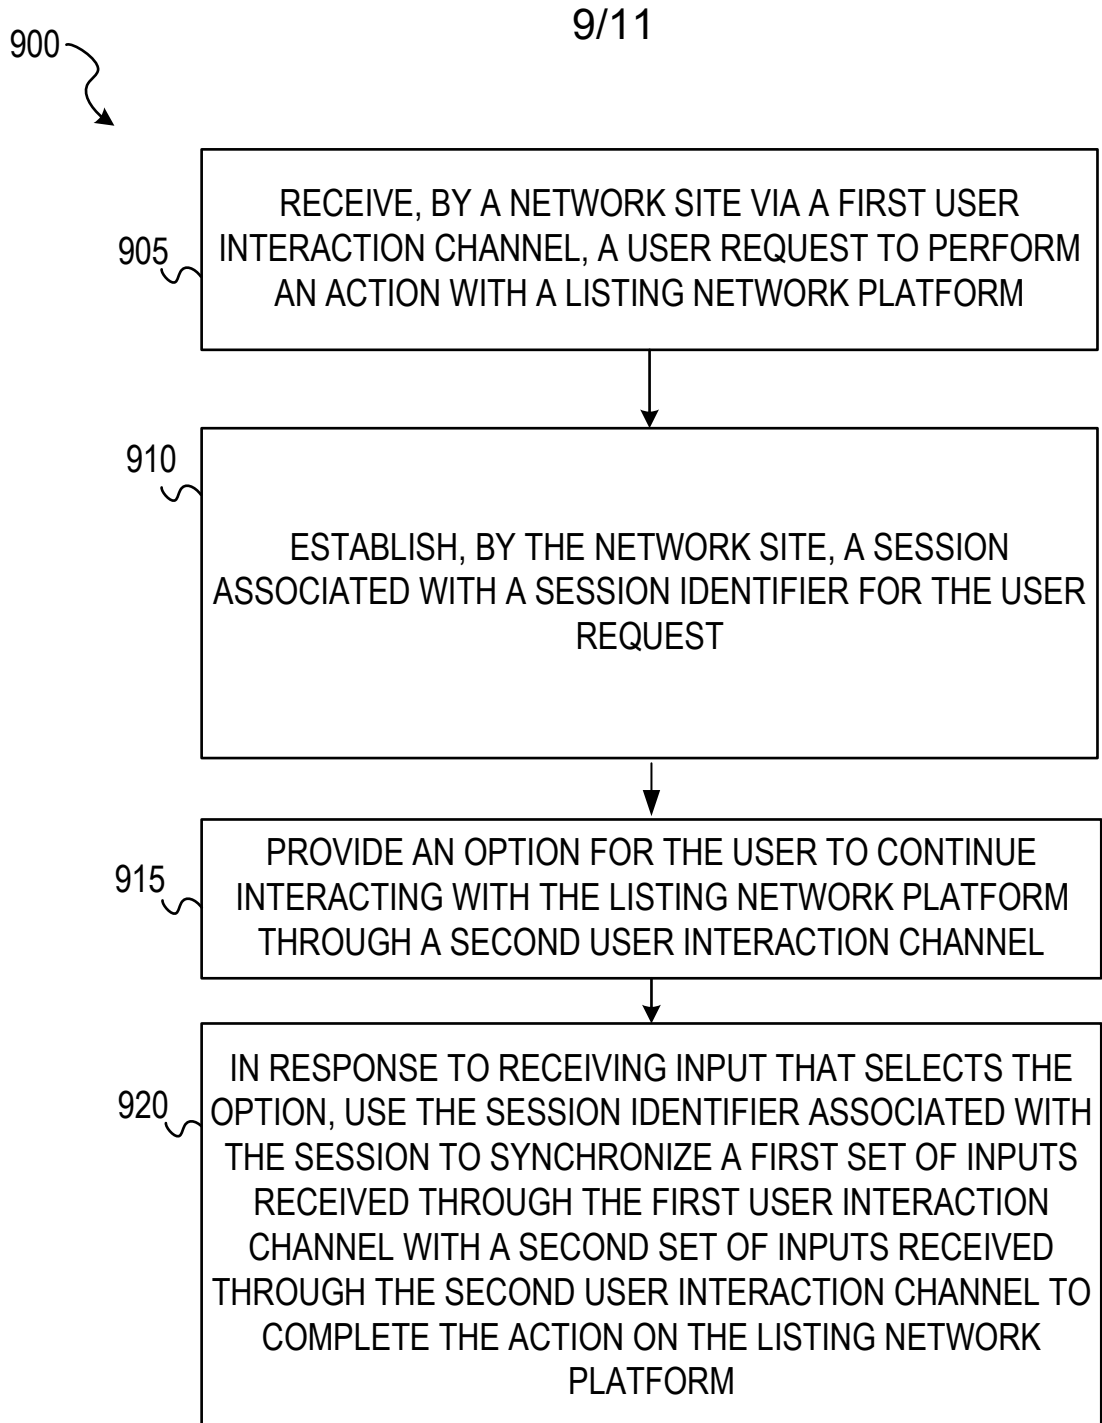 9/11
900
RECEIVE, BY A NETWORK SITE VIA A FIRST USER
INTERACTION CHANNEL, A USER REQUEST TO PERFORM
AN ACTION WITH A LISTING NETWORK PLATFORM
905
910
ESTABLISH, BY THE NETWORK SITE, A SESSION
ASSOCIATED WITH A SESSION IDENTIFIER FOR THE USER
REQUEST
915
PROVIDE AN OPTION FOR THE USER TO CONTINUE
INTERACTING WITH THE LISTING NETWORK PLATFORM
THROUGH A SECOND USER INTERACTION CHANNEL
920
IN RESPONSE TO RECEIVING INPUT THAT SELECTS THE
OPTION, USE THE SESSION IDENTIFIER ASSOCIATED WITH
THE SESSION TO SYNCHRONIZE A FIRST SET OF INPUTS
RECEIVED THROUGH THE FIRST USER INTERACTION
CHANNEL WITH A SECOND SET OF INPUTS RECEIVED
THROUGH THE SECOND USER INTERACTION CHANNEL TO
COMPLETE THE ACTION ON THE LISTING NETWORK
PLATFORM